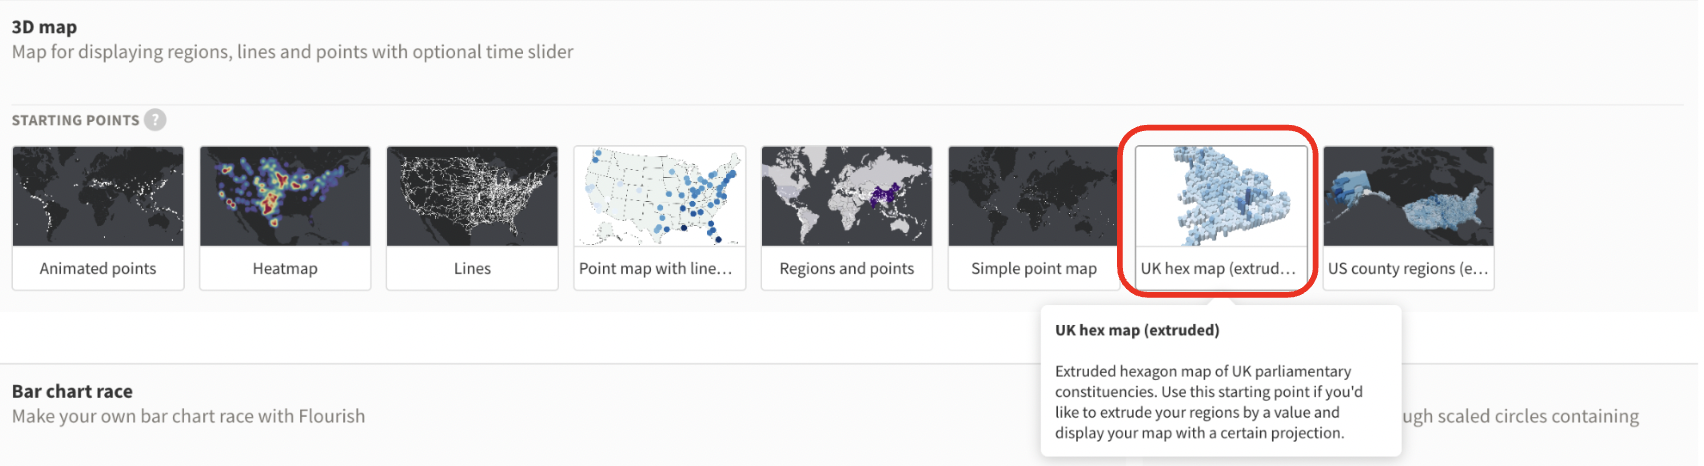 3D map
Map for displaying regions, lines and points with optional time slider
STARTING POINTS ?
Animated points
Heatmap
Lines
Point map with line…
Regions and points
Simple point map
UK hex map (extrud…
US county regions (e…
UK hex map (extruded)
Extruded hexagon map of UK parliamentary
constituencies. Use this starting point if you'd
like to extrude your regions by a value and
display your map with a certain projection.
Bar chart race
Make your own bar chart race with Flourish
ugh scaled circles containing